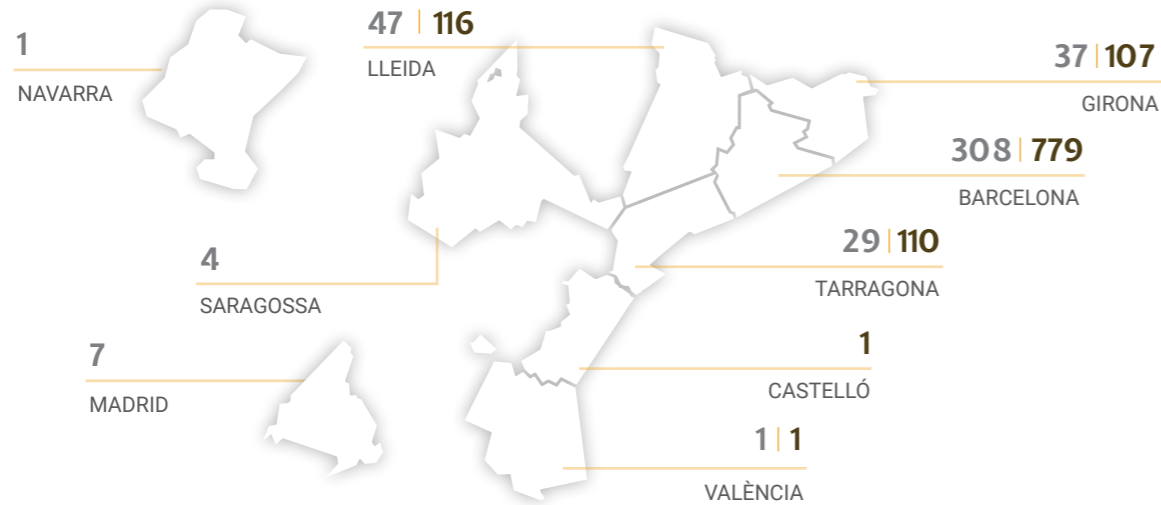 1
NAVARRA
47 | 116
LLEIDA
37 | 107
GIRONA
308 | 779
BARCELONA
29 | 110
TARRAGONA
4
SARAGOSSA
7
MADRID
1
CASTELLÓ
1 | 1
VALÈNCIA